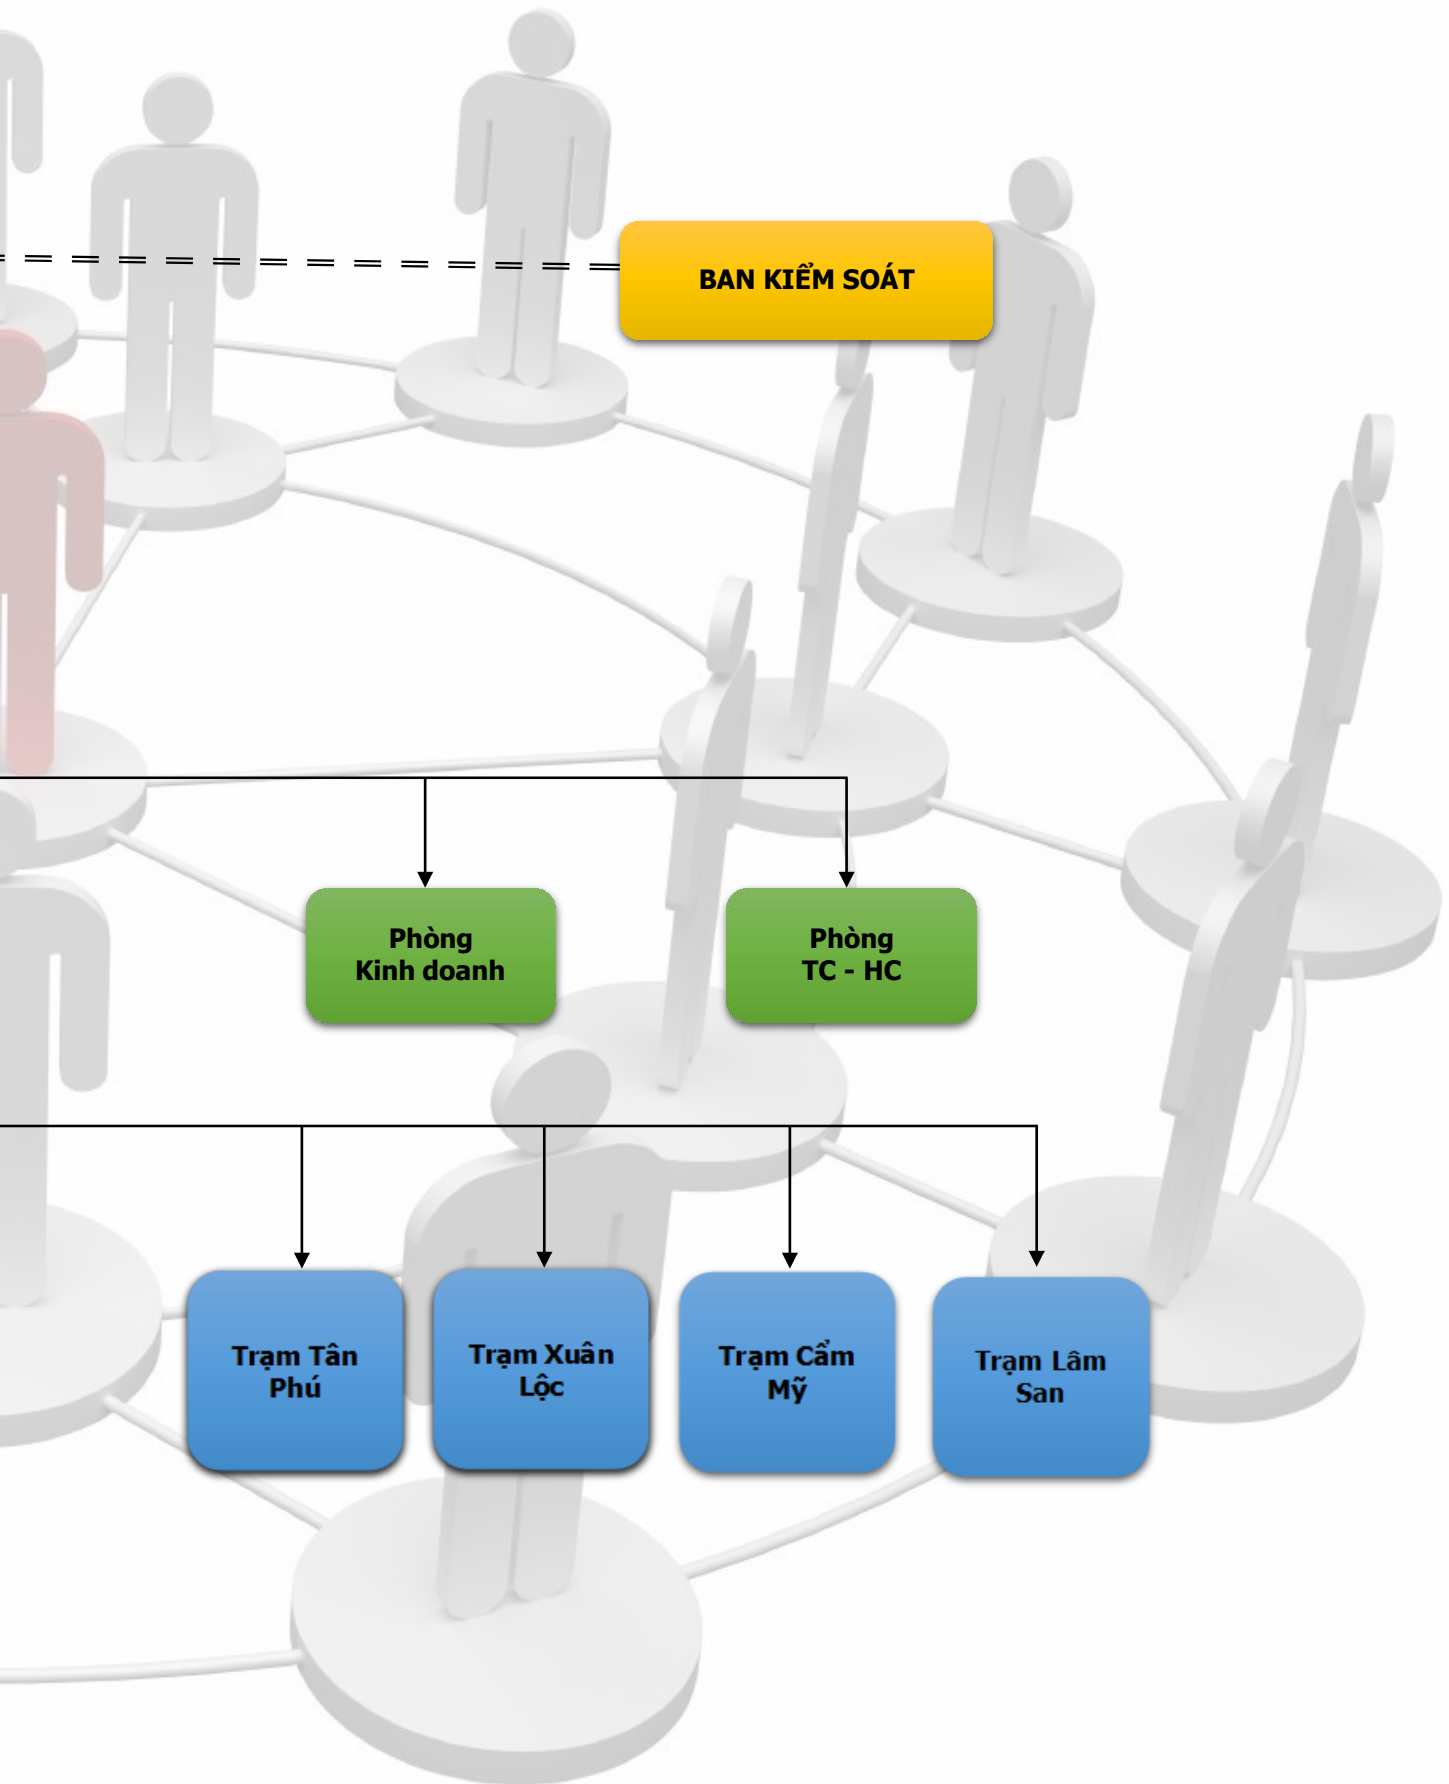 BAN KIỂM SOÁT
Phòng
Kinh doanh
Phòng
TC - HC
Trạm Tân
Phú
Trạm Xuân
Lộc
Trạm Cẩm
Mỹ
Trạm Lâm
San